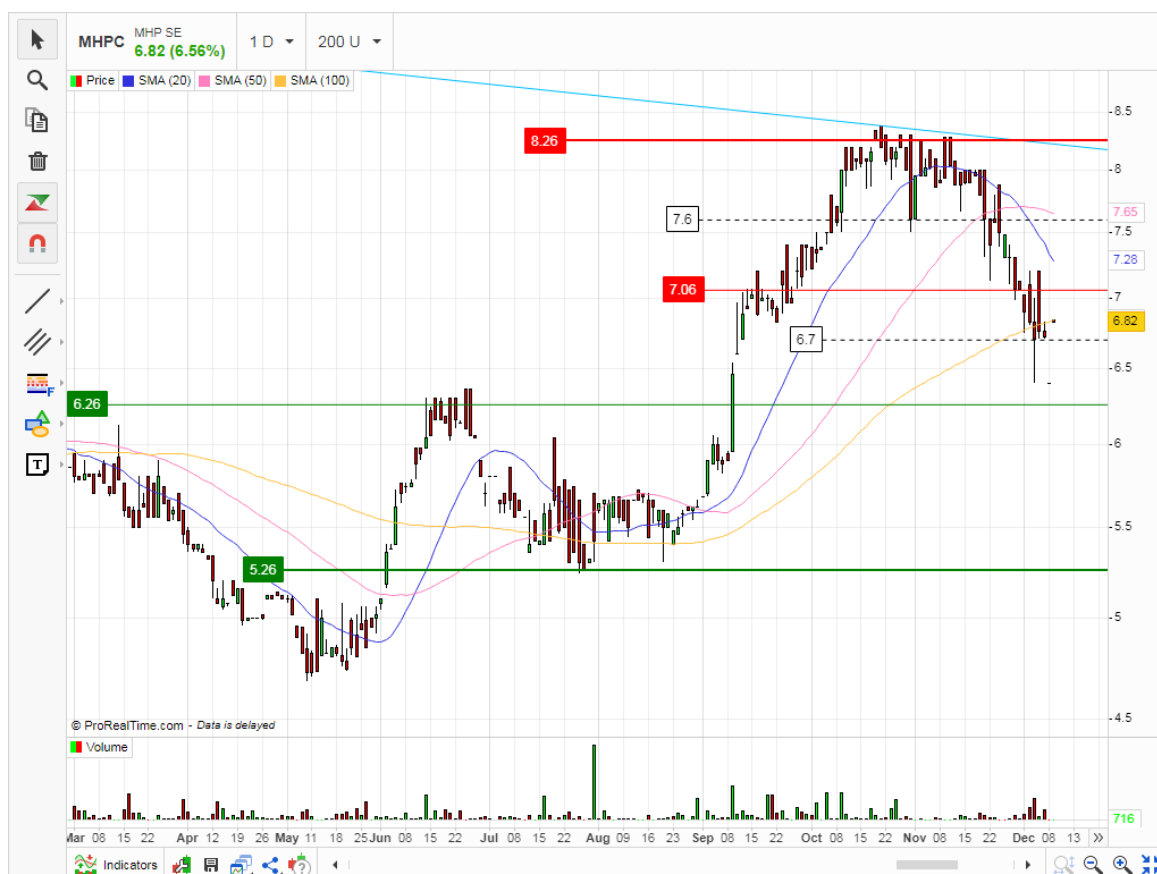 MHPC MHP SE 6.82 (6.56%) 1 D 200 U
Price SMA (20) SMA (50) SMA (100)
8.5
8.26
8
7.65
7.6
7.5
7.28
7.06
7
6.82
6.7
6.5
6.26
6
5.5
5.26
5
4.5
T
F
© ProRealTime.com - Data is delayed
Volume
716
Mar 08 15 22 Apr 12 19 26 May 11 18 25 Jun 08 15 22 Jul 08 15 22 Aug 09 16 23 Sep 08 15 22 Oct 08 15 22 Nov 08 15 22 Dec 08 13 »
Indicators